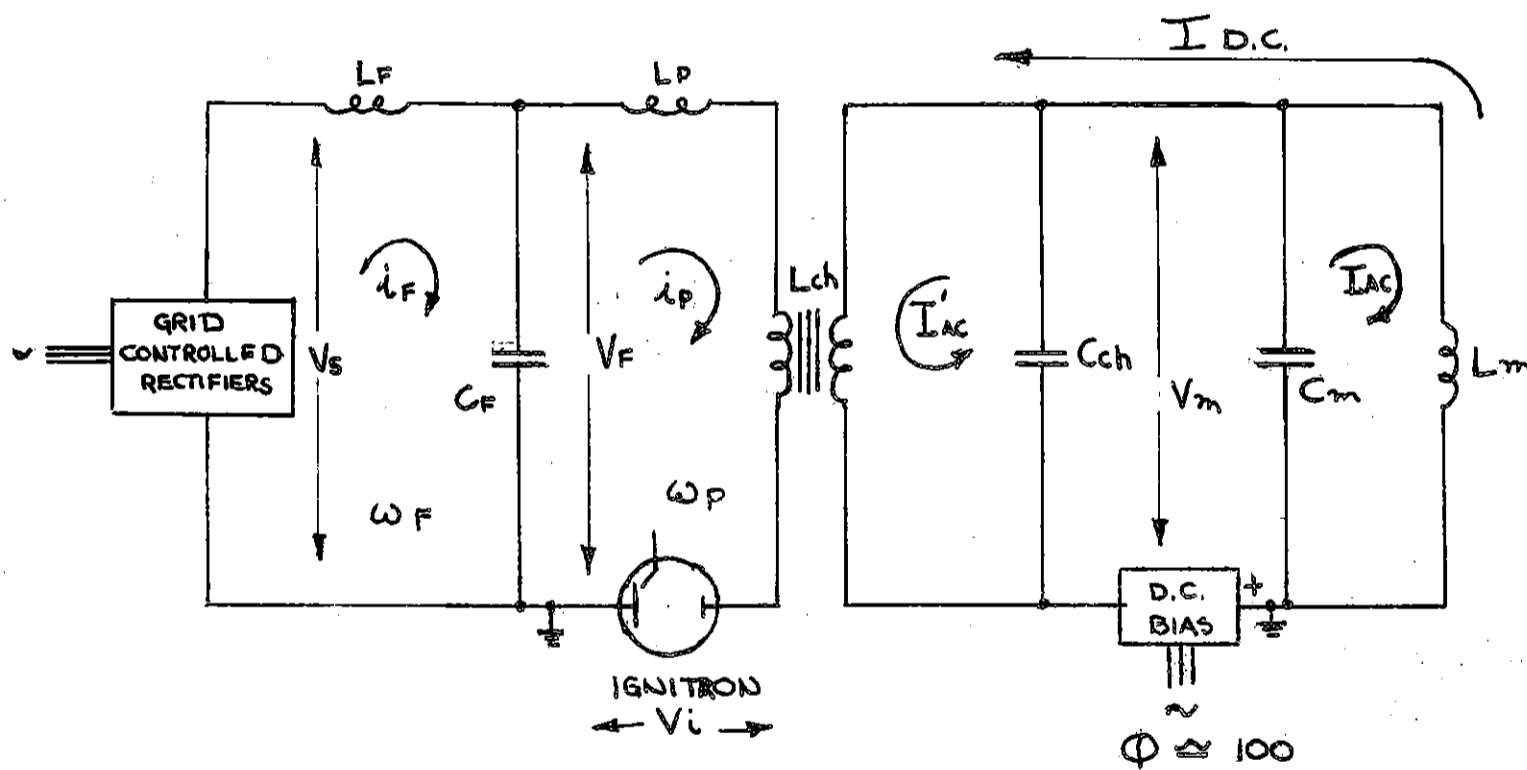 I D.C.
LF
LP
iF
iP
Lch
I'AC
IAC
GRID
CONTROLLED
RECTIFIERS
~
VS
CF
VF
Cch
Vm
Cm
Lm
ωF
ωP
D.C.
BIAS
+
IGNITRON
Vi
~
Φ ≅ 100